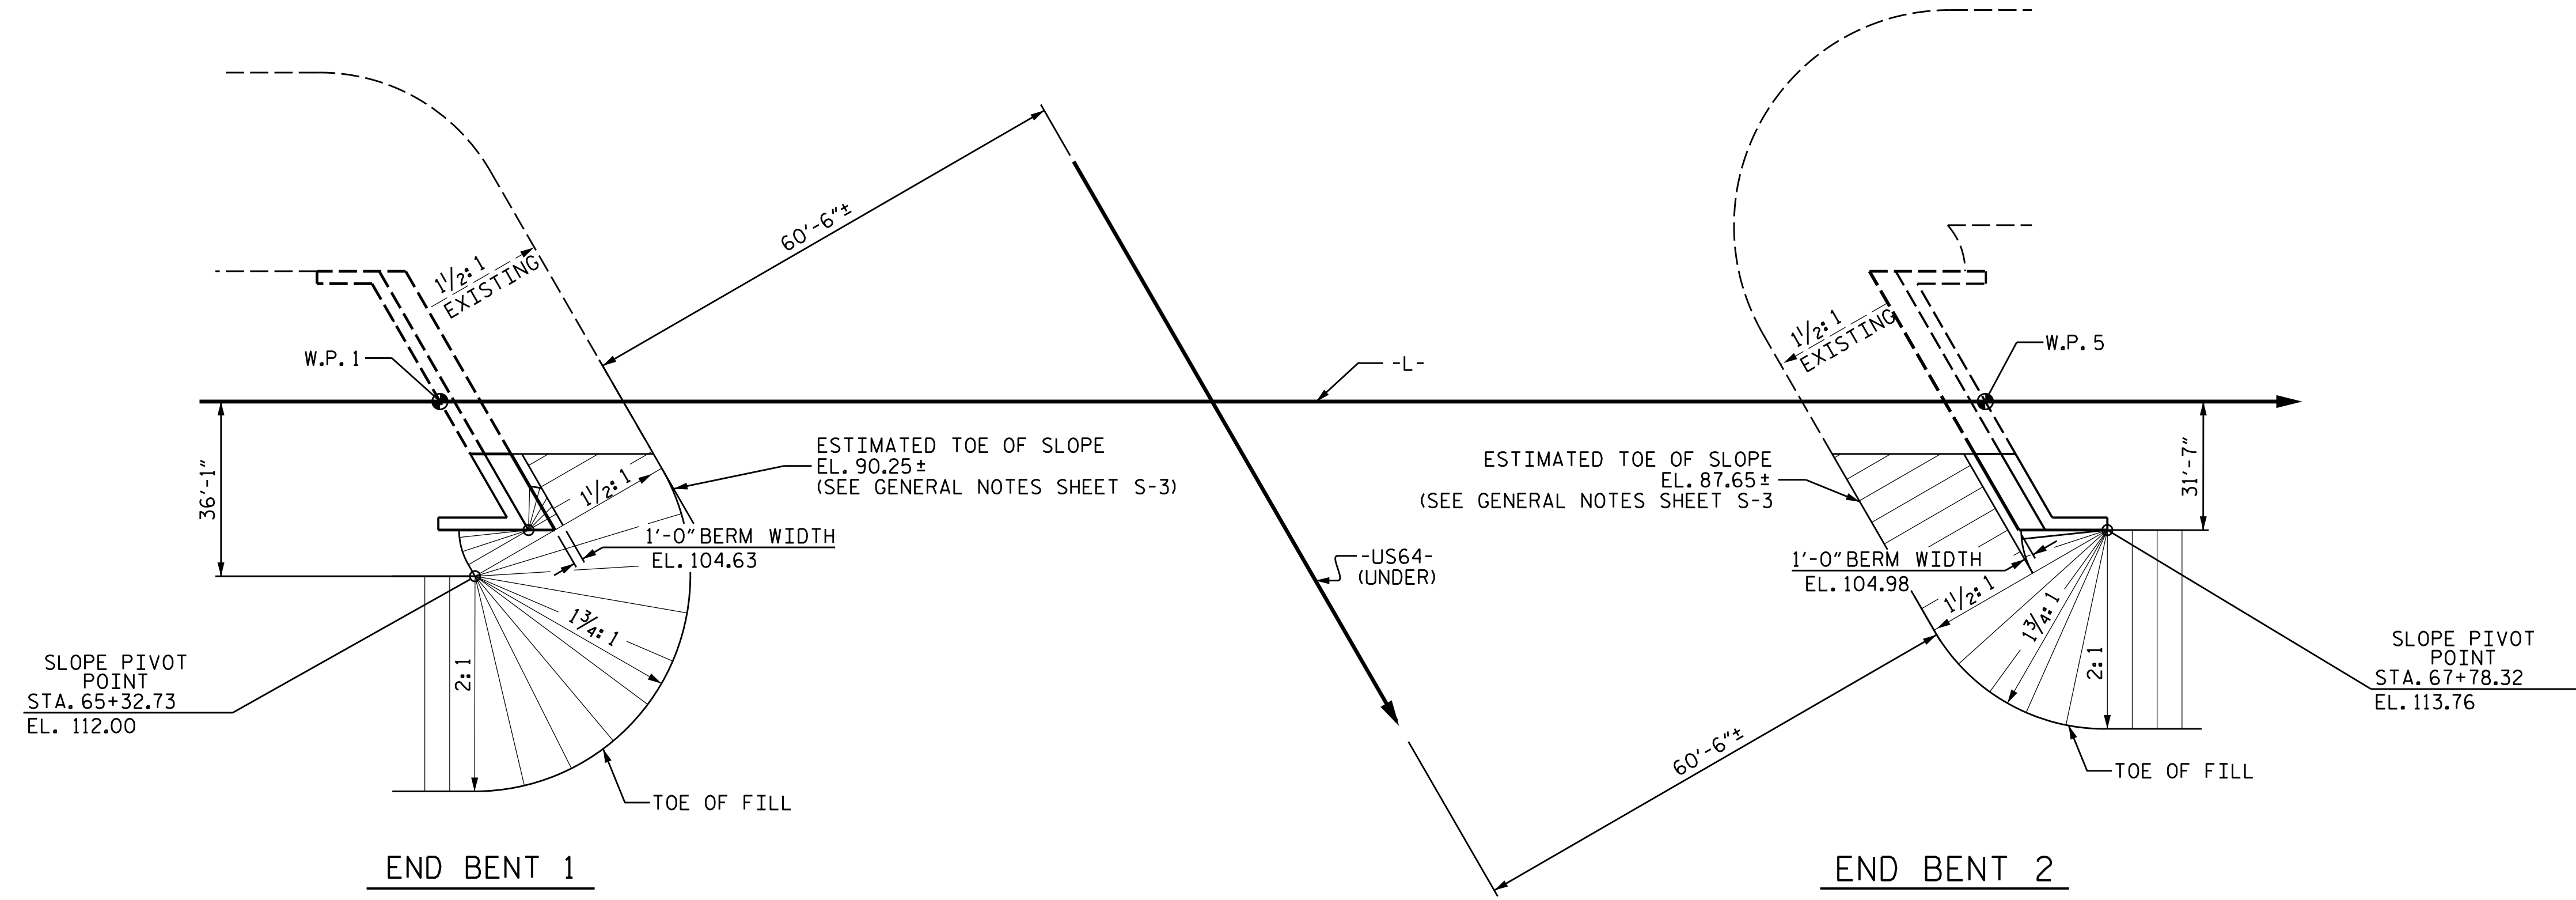 60'-6"±
1½:1
EXISTING
W.P. 1
-L-
1½:1
EXISTING
W.P. 5
36'-1"
ESTIMATED TOE OF SLOPE
EL. 90.25±
(SEE GENERAL NOTES SHEET S-3)
1½:1
1'-0" BERM WIDTH
EL. 104.63
ESTIMATED TOE OF SLOPE
EL. 87.65±
(SEE GENERAL NOTES SHEET S-3
31'-7"
-US64-
(UNDER)
1'-0" BERM WIDTH
EL. 104.98
1½:1
1¾:1
2:1
1¾:1
2:1
SLOPE PIVOT
POINT
STA. 65+32.73
EL. 112.00
SLOPE PIVOT
POINT
STA. 67+78.32
EL. 113.76
60'-6"±
TOE OF FILL
TOE OF FILL
END BENT 1
END BENT 2